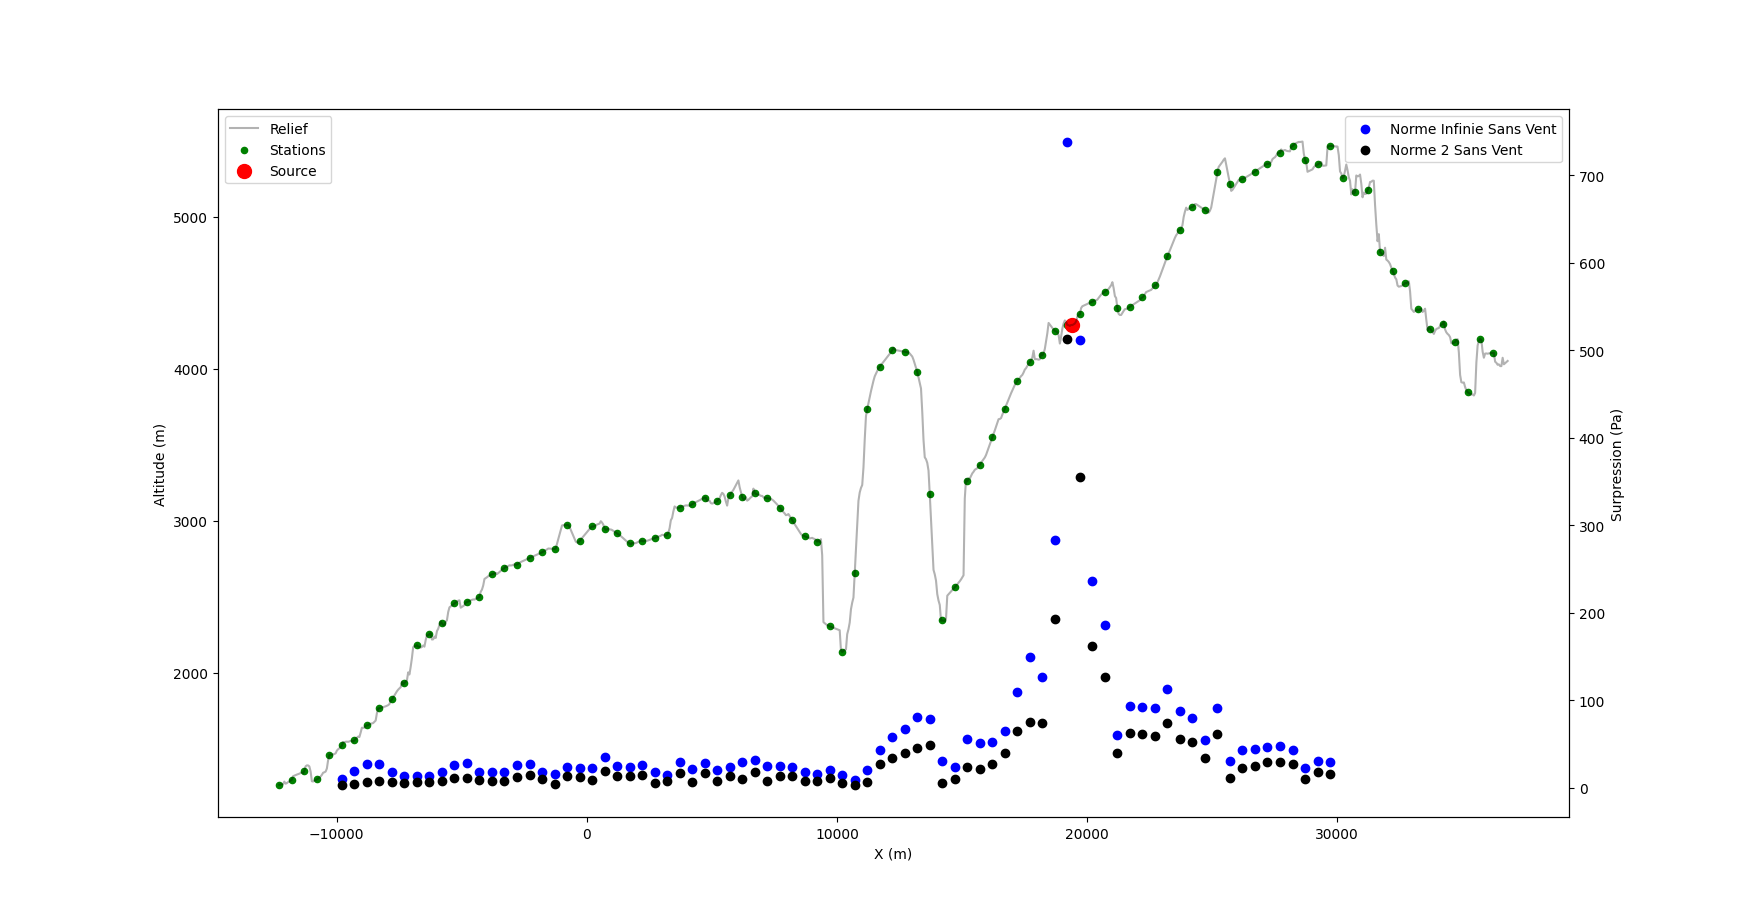 Relief
Stations
Source
Norme Infinie Sans Vent
Norme 2 Sans Vent
5000
4000
3000
2000
Altitude (m)
700
600
500
400
300
200
100
0
Surpression (Pa)
−10000
0
10000
20000
30000
X (m)